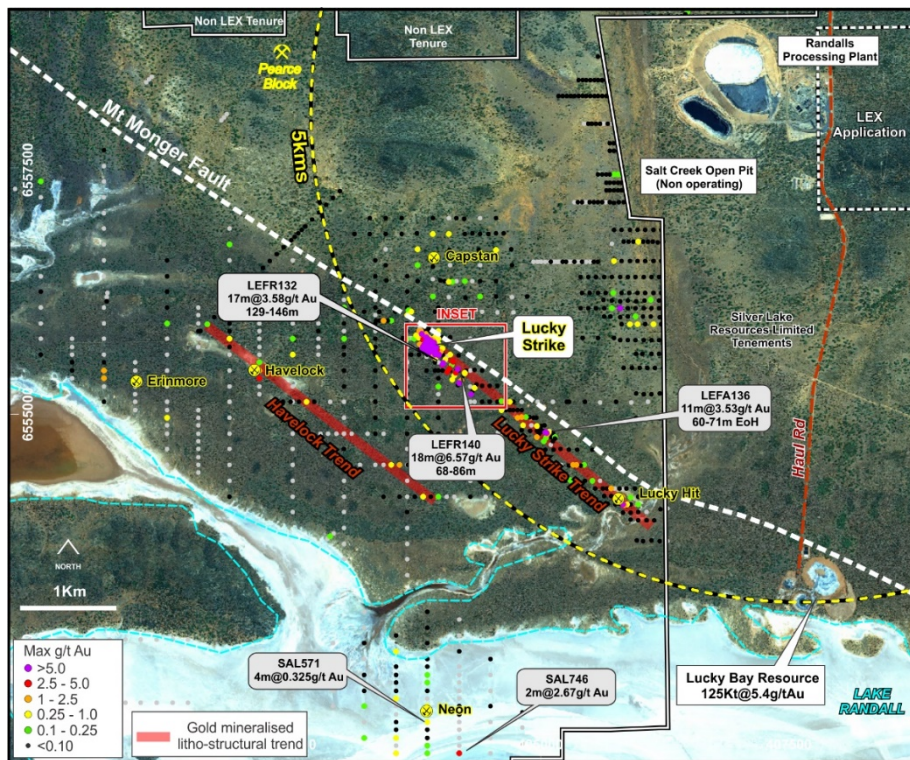 Non LEX Tenure
Non LEX
Tenure
Pearce
Block
Randalls
Processing Plant
LEX
Application
Mt Monger Fault
5kms
6557500
Salt Creek Open Pit
(Non operating)
Capstan
LEFR132
17m@3.58g/t Au
129-146m
INSET
Lucky
Strike
Silver Lake
Resources Limited
Tenements
Havelock
Erinmore
LEFA136
11m@3.53g/t Au
60-71m EoH
6555000
Havelock Trend
LEFR140
18m@6.57g/t Au
68-86m
Lucky Strike Trend
Haul Rd
Lucky Hit
NORTH
1Km
Max g/t Au
>5.0
2.5 - 5.0
1 - 2.5
0.25 - 1.0
0.1 - 0.25
<0.10
Gold mineralised
litho-structural trend
SAL571
4m@0.325g/t Au
SAL746
2m@2.67g/t Au
Neon
Lucky Bay Resource
125Kt@5.4g/tAu
LAKE
RANDALL